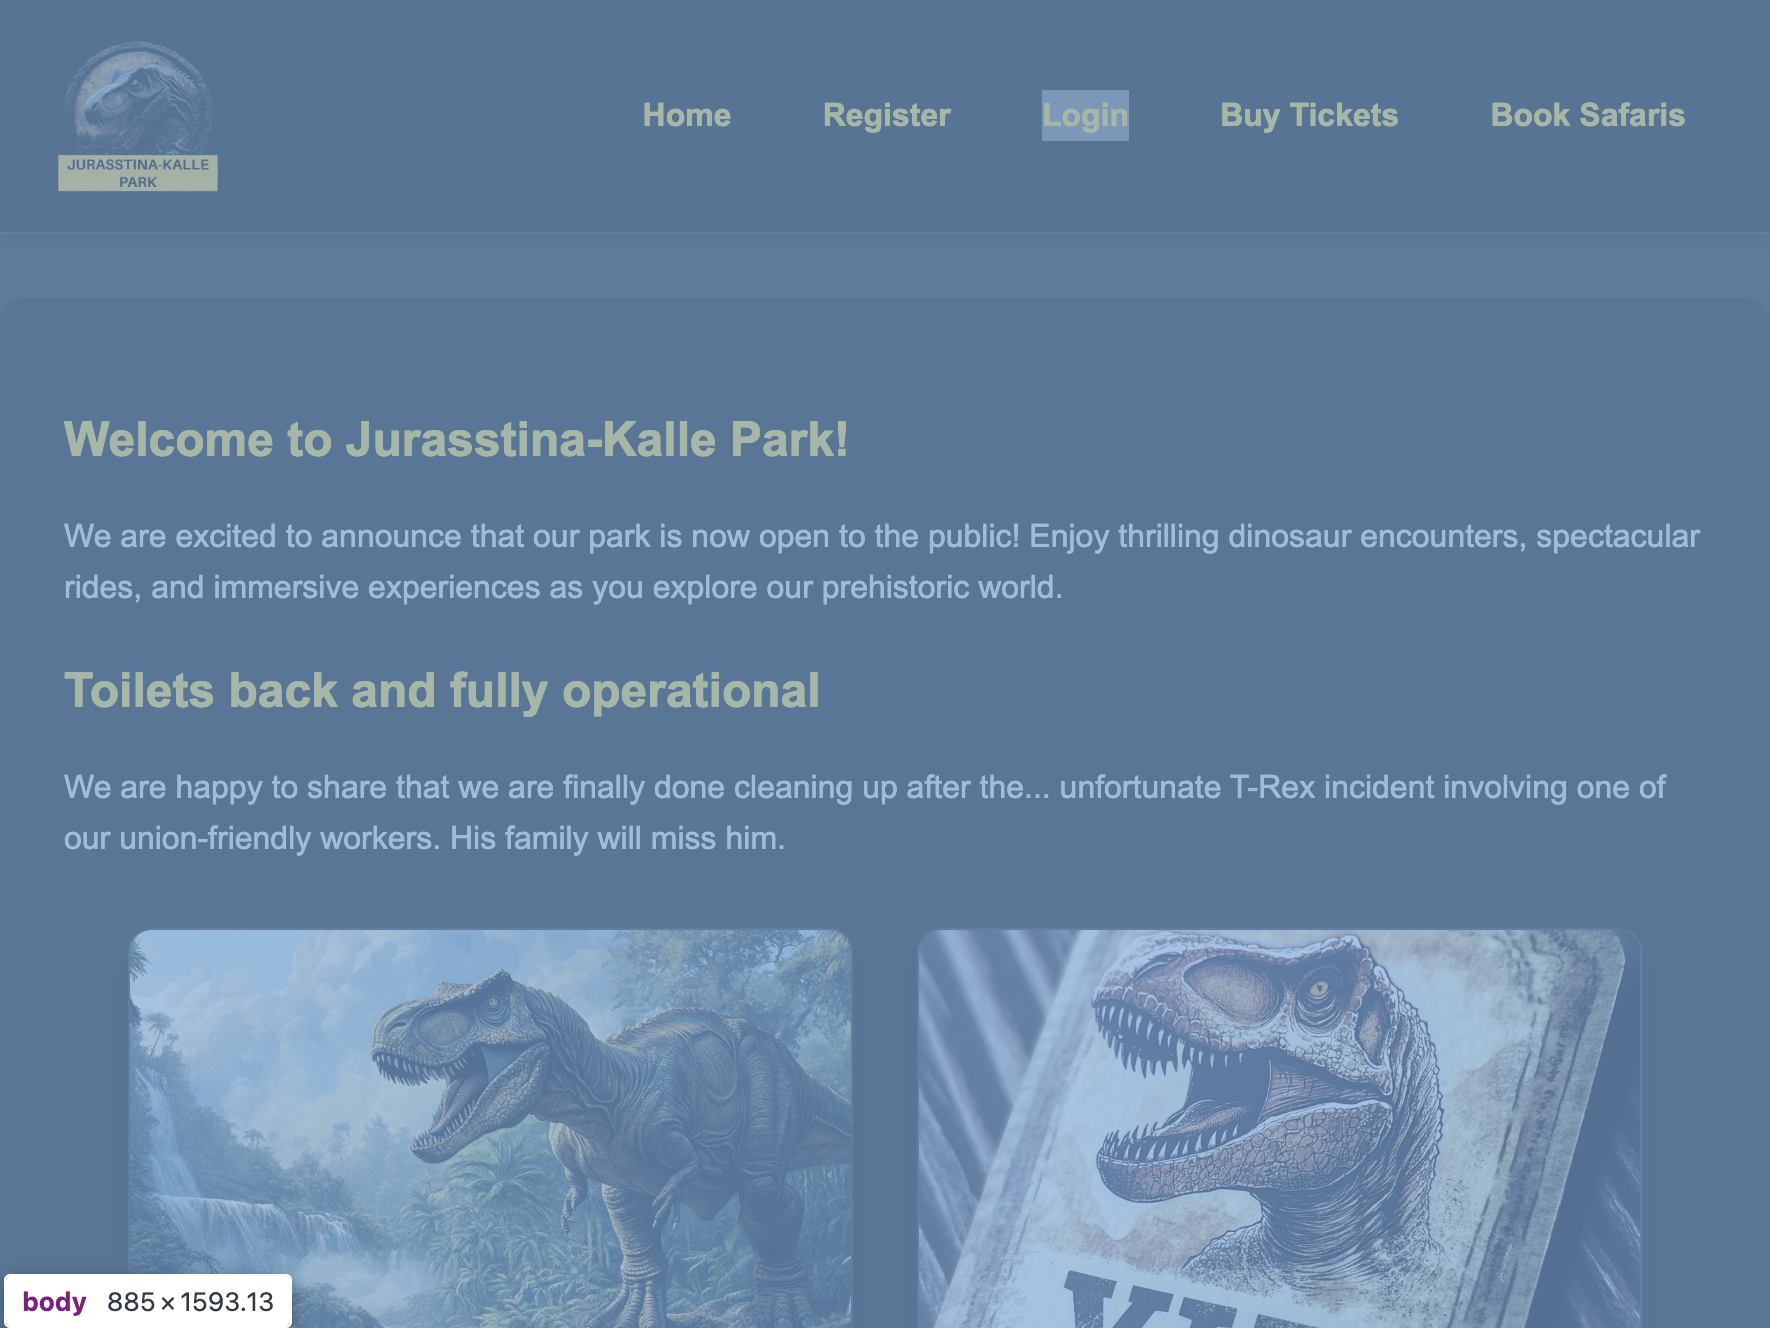 JURASSTINA-KALLE
PARK
Home Register Login Buy Tickets Book Safaris
Welcome to Jurasstina-Kalle Park!
We are excited to announce that our park is now open to the public! Enjoy thrilling dinosaur encounters, spectacular
rides, and immersive experiences as you explore our prehistoric world.
Toilets back and fully operational
We are happy to share that we are finally done cleaning up after the... unfortunate T-Rex incident involving one of
our union-friendly workers. His family will miss him.
body 885×1593.13